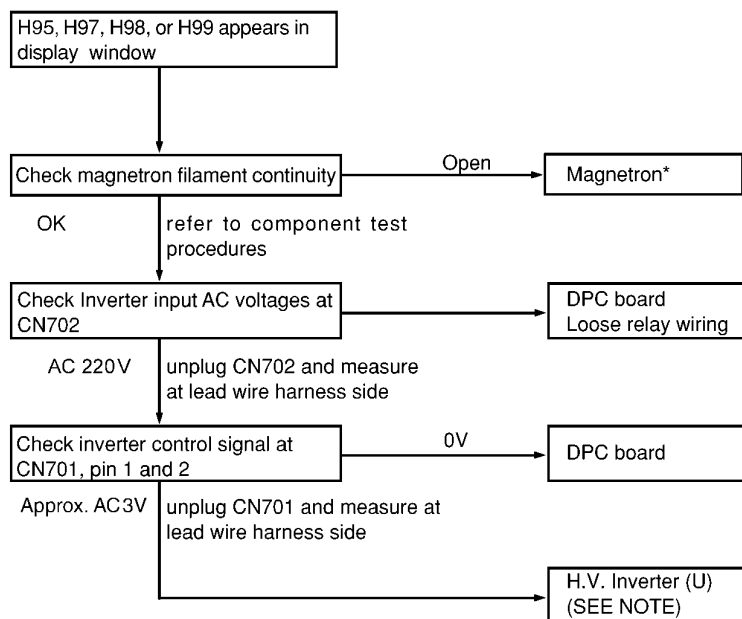 H95, H97, H98, or H99 appears in
display window
Check magnetron filament continuity
Open
Magnetron*
OK
refer to component test
procedures
Check Inverter input AC voltages at
CN702
DPC board
Loose relay wiring
AC 220V
unplug CN702 and measure
at lead wire harness side
Check inverter control signal at
CN701, pin 1 and 2
0V
DPC board
Approx. AC3V
unplug CN701 and measure at
lead wire harness side
H.V. Inverter (U)
(SEE NOTE)